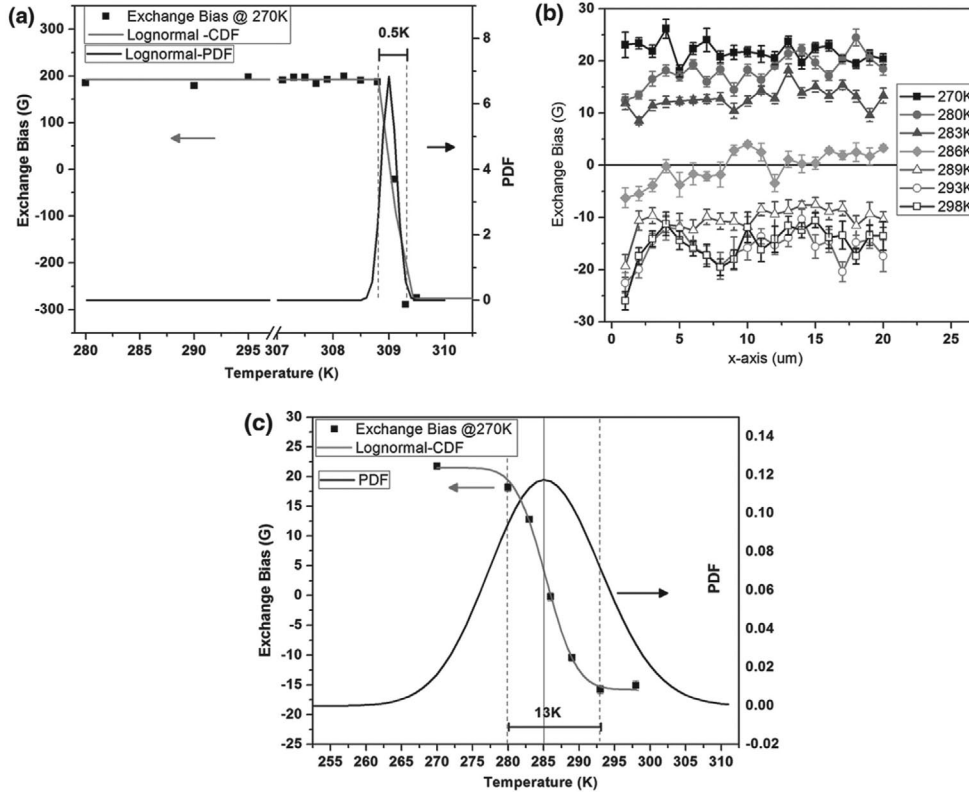 (a)
Exchange Bias @ 270K
Lognormal -CDF
Lognormal-PDF
0.5K
300
200
100
0
-100
-200
-300
Exchange Bias (G)
8
6
4
2
0
PDF
280 285 290 295 307 308 309 310
Temperature (K)
(b)
30
20
10
0
-10
-20
-30
Exchange Bias (G)
270K
280K
283K
286K
289K
293K
298K
0 5 10 15 20 25
x-axis (um)
(c)
Exchange Bias @270K
Lognormal-CDF
PDF
30
25
20
15
10
5
0
-5
-10
-15
-20
-25
Exchange Bias (G)
0.14
0.12
0.10
0.08
0.06
0.04
0.02
0.00
-0.02
PDF
13K
255 260 265 270 275 280 285 290 295 300 305 310
Temperature (K)